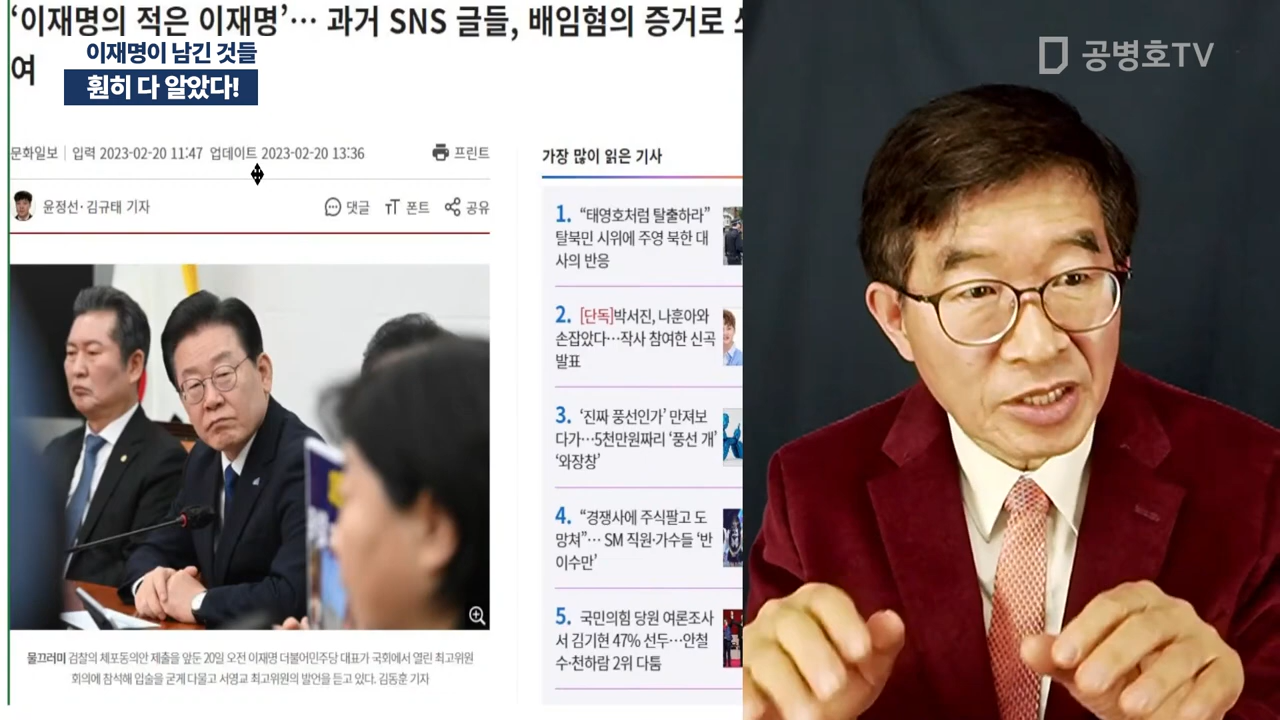 ‘이재명의 적은 이재명’… 과거 SNS 글들, 배임혐의 증거로
여
이재명이 남긴 것들
훤히 다 알았다!
공병호TV
문화일보 | 입력 2023-02-20 11:47 업데이트 2023-02-20 13:36
프린트
윤정선·김규태 기자
댓글 폰트 공유
물끄러미 검찰의 체포동의안 제출을 앞둔 20일 오전 이재명 더불어민주당 대표가 국회에서 열린 최고위원
회의에 참석해 입술을 굳게 다물고 서영교 최고위원의 발언을 듣고 있다. 김동훈 기자
가장 많이 읽은 기사
1. “태영호처럼 탈출하라”
탈북민 시위에 주영 북한 대
사의 반응
2. [단독]박서진, 나훈아와
손잡았다…작사 참여한 신곡
발표
3. ‘진짜 풍선인가’ 만져보
다가…5천만원짜리 ‘풍선 개’
‘와장창’
4. “경쟁사에 주식팔고 도
망쳐”… SM 직원·가수들 ‘반
이수만’
5. 국민의힘 당원 여론조사
서 김기현 47% 선두…안철
수·천하람 2위 다툼